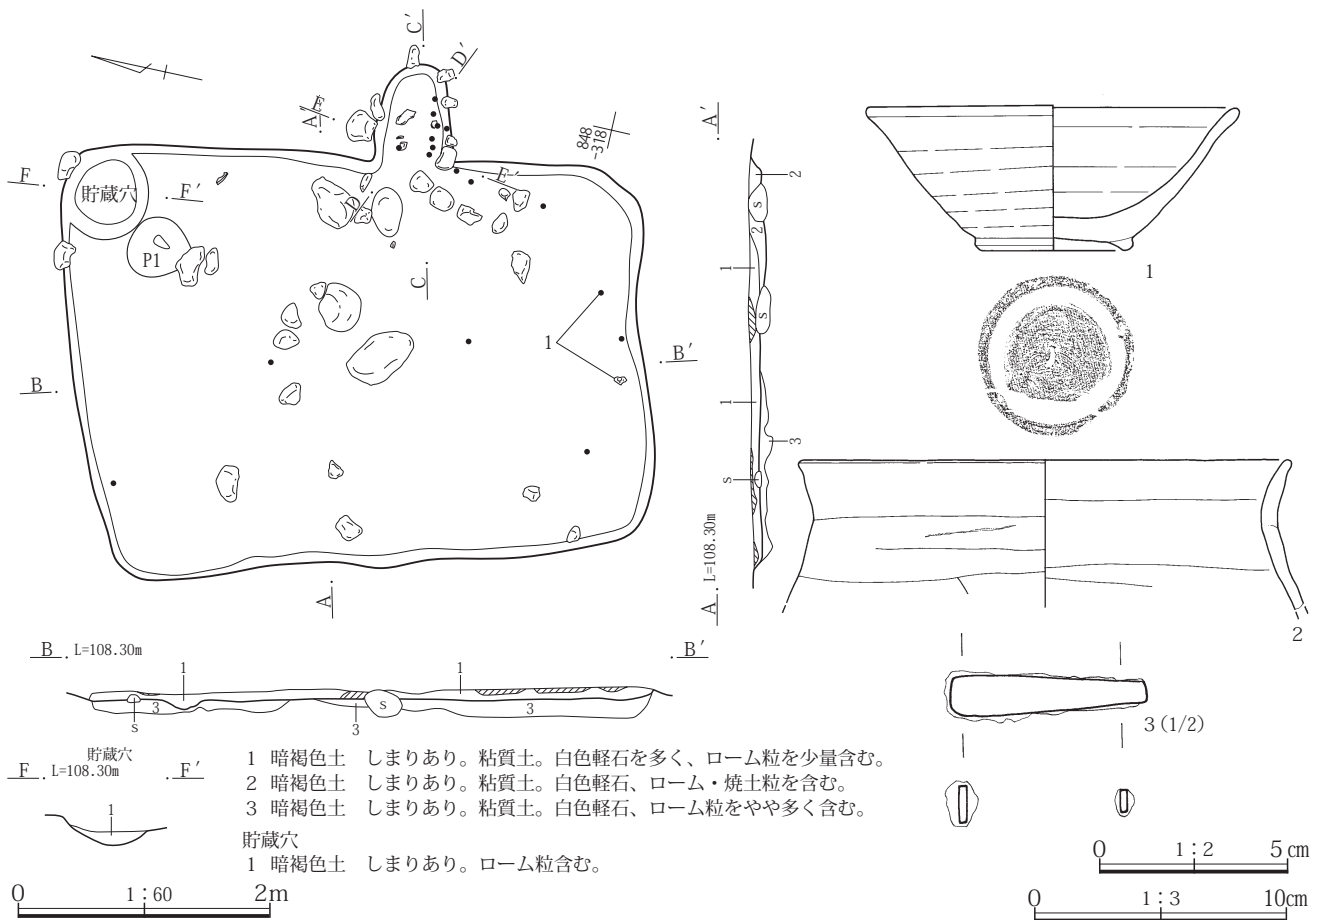 C′
D′
E
A′
848
-318
A′
F
貯蔵穴
F′
E′
D
2
S
P1
2
C
1
1
S
1
B′
B
1
3
S
L=108.30m
A
A
2
B
L=108.30m
B′
1
1
3
S
3
S
3
3 (1/2)
貯蔵穴
F
L=108.30m
F′
1
1 暗褐色土 しまりあり。粘質土。白色軽石を多く、ローム粒を少量含む。
2 暗褐色土 しまりあり。粘質土。白色軽石、ローム・焼土粒を含む。
3 暗褐色土 しまりあり。粘質土。白色軽石、ローム粒をやや多く含む。
貯蔵穴
1 暗褐色土 しまりあり。ローム粒含む。
0 1:60 2m
0 1:2 5cm
0 1:3 10cm